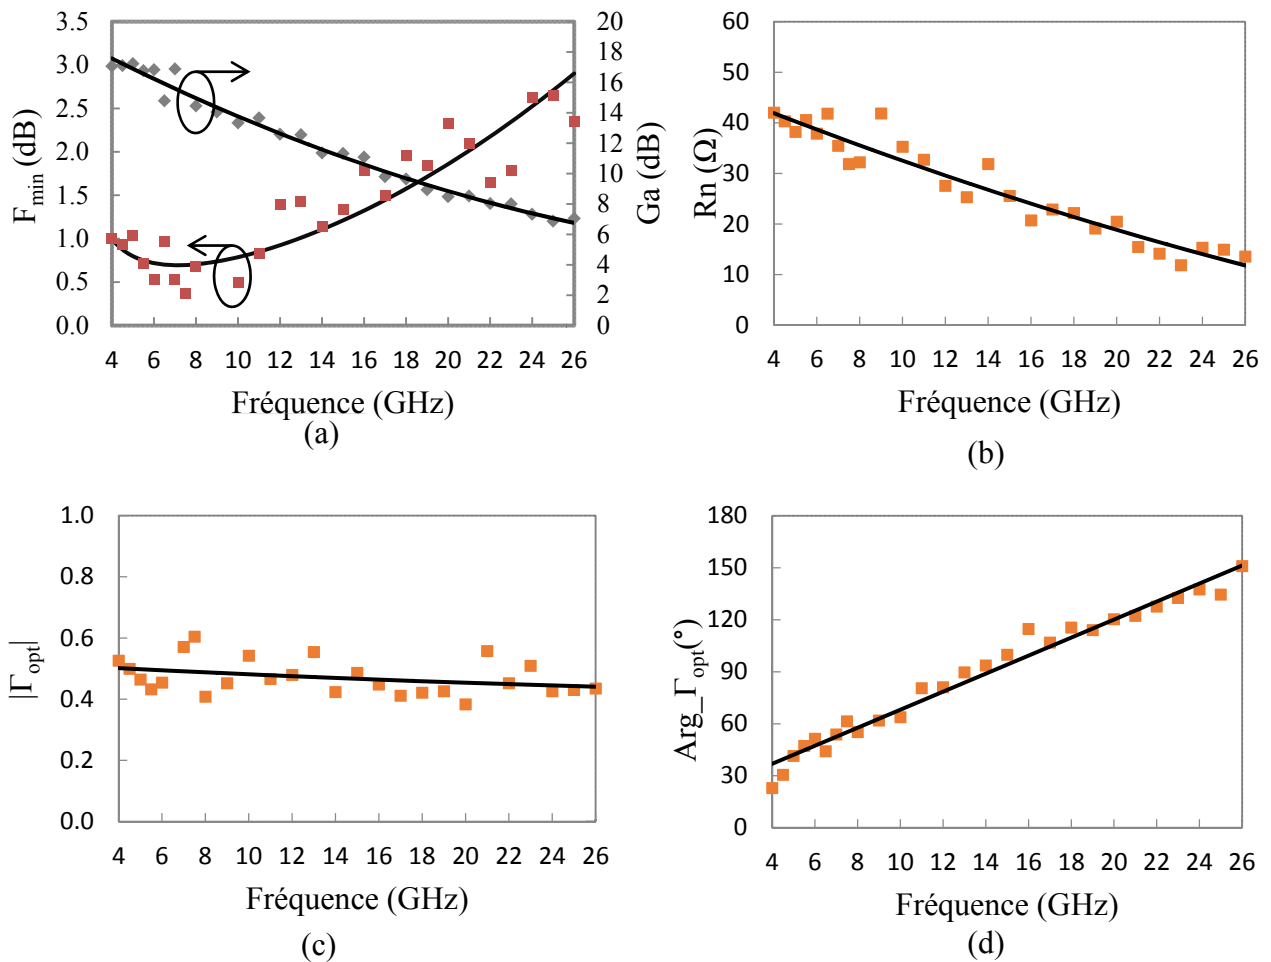 3.5
3.0
2.5
2.0
1.5
1.0
0.5
0.0
F_min (dB)
20
18
16
14
12
10
8
6
4
2
0
Ga (dB)
4 6 8 10 12 14 16 18 20 22 24 26
Fréquence (GHz)
(a)
60
50
40
30
20
10
0
Rn (Ω)
4 6 8 10 12 14 16 18 20 22 24 26
Fréquence (GHz)
(b)
1.0
0.8
0.6
0.4
0.2
0.0
|Γ_opt|
4 6 8 10 12 14 16 18 20 22 24 26
Fréquence (GHz)
(c)
180
150
120
90
60
30
0
Arg_Γ_opt(°)
4 6 8 10 12 14 16 18 20 22 24 26
Fréquence (GHz)
(d)